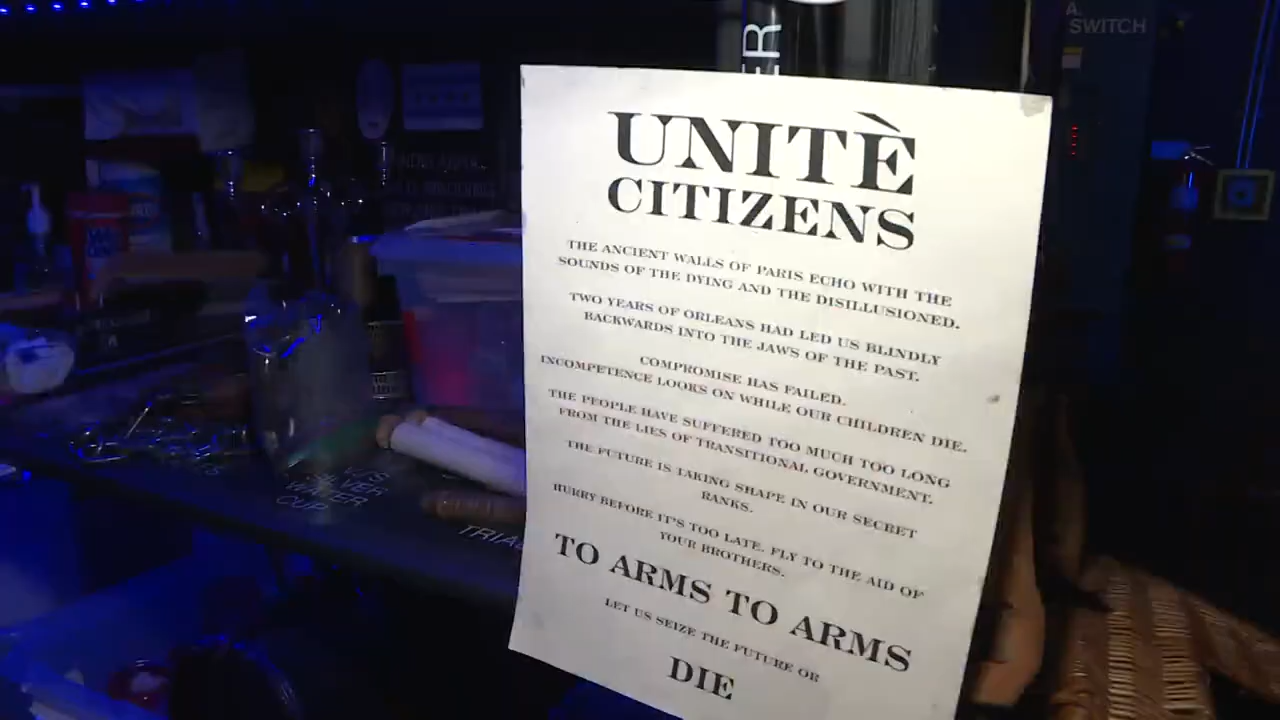 A.
SWITCH
ER
UNITÈ
CITIZENS
THE ANCIENT WALLS OF PARIS ECHO WITH THE
SOUNDS OF THE DYING AND THE DISILLUSIONED.
TWO YEARS OF ORLEANS HAD LED US BLINDLY
BACKWARDS INTO THE JAWS OF THE PAST.
COMPROMISE HAS FAILED.
INCOMPETENCE LOOKS ON WHILE OUR CHILDREN DIE.
THE PEOPLE HAVE SUFFERED TOO MUCH TOO LONG
FROM THE LIES OF TRANSITIONAL GOVERNMENT.
THE FUTURE IS TAKING SHAPE IN OUR SECRET
RANKS.
HURRY BEFORE IT'S TOO LATE. FLY TO THE AID OF
YOUR BROTHERS.
TO ARMS TO ARMS
LET US SEIZE THE FUTURE OR
DIE
WATER
CUP
TRIA